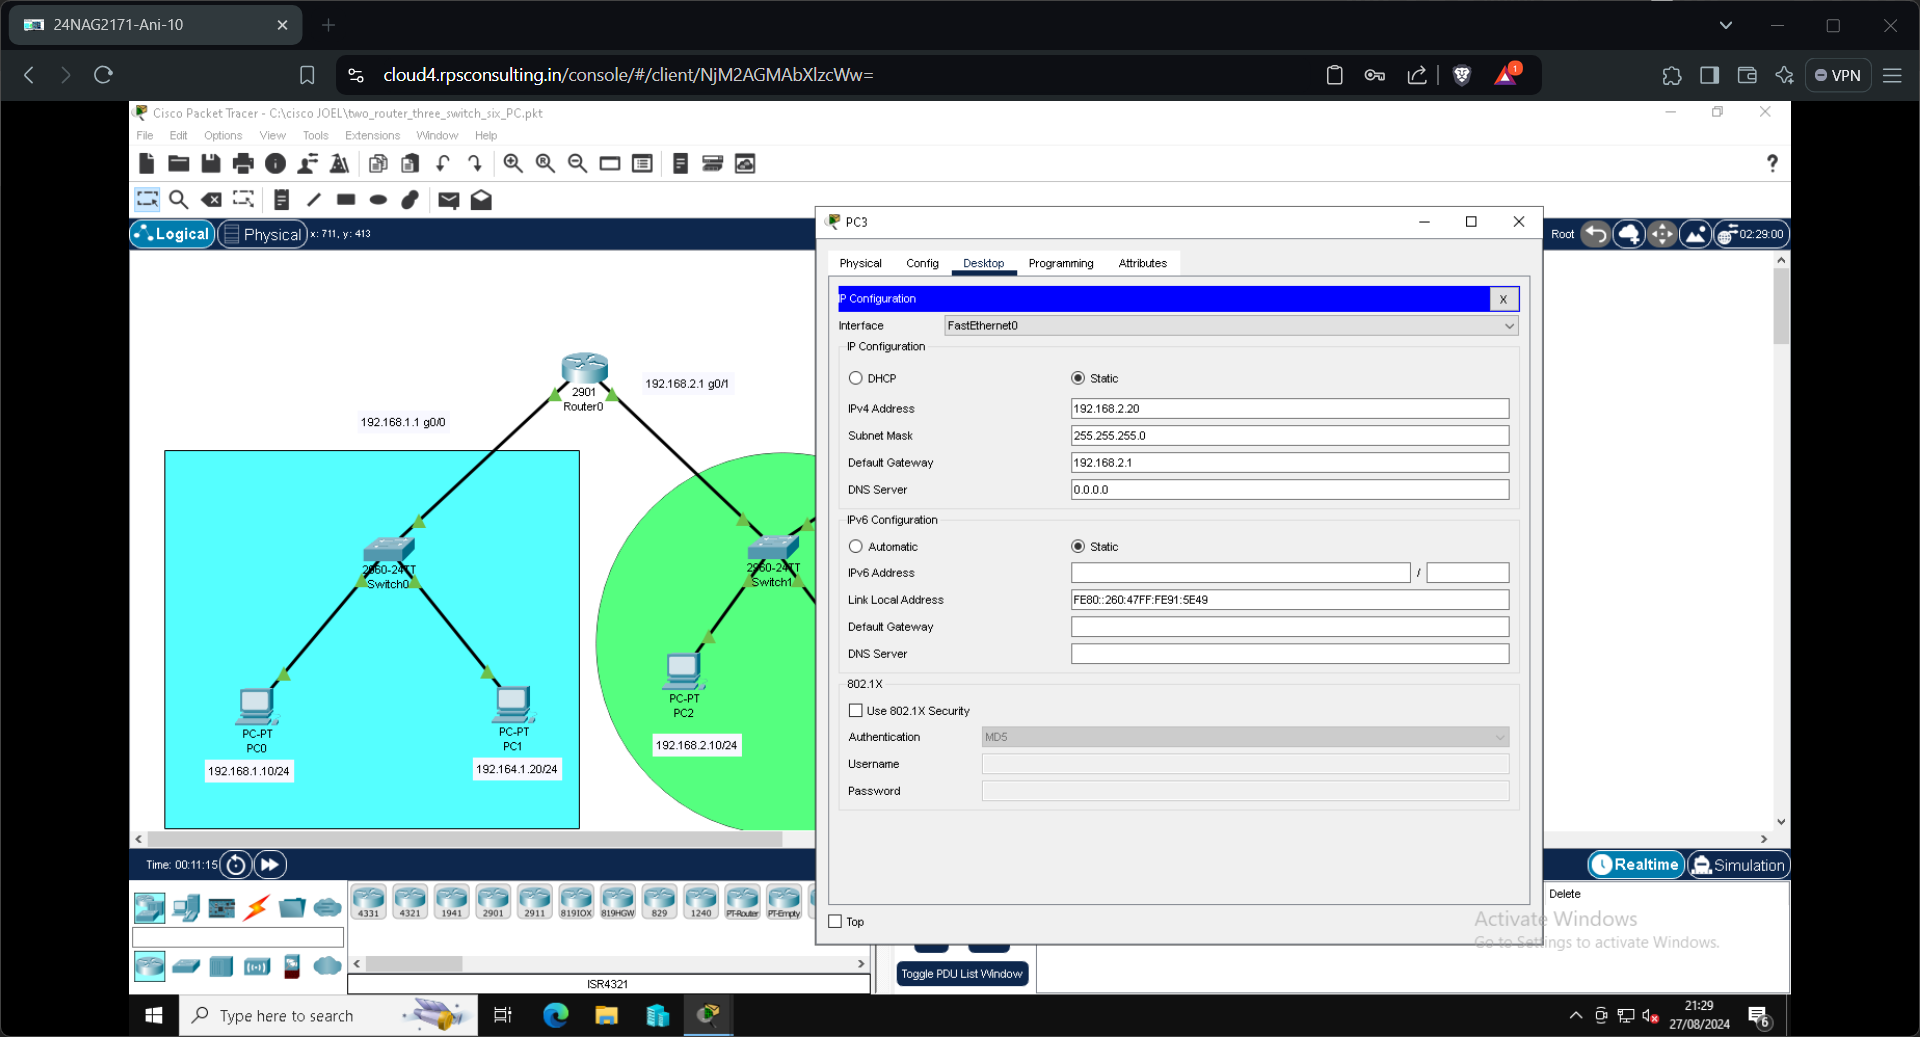 24NAG2171-Ani-10
cloud4.rpsconsulting.in/console/#/client/NjM2AGMAbXlzcWw=
1
VPN
Cisco Packet Tracer - C:\cisco JOEL\two_router_three_switch_six_PC.pkt
File Edit Options View Tools Extensions Window Help
?
Logical Physical x: 711, y: 413
Root 02:29:00
192.168.2.1 g0/1
2901
Router0
192.168.1.1 g0/0
2960-24TT
Switch0
2960-24TT
Switch1
PC-PT
PC2
192.168.2.10/24
PC-PT
PC0
192.168.1.10/24
PC-PT
PC1
192.164.1.20/24
PC3
Physical Config Desktop Programming Attributes
IP Configuration X
Interface FastEthernet0
IP Configuration
DHCP Static
IPv4 Address 192.168.2.20
Subnet Mask 255.255.255.0
Default Gateway 192.168.2.1
DNS Server 0.0.0.0
IPv6 Configuration
Automatic Static
IPv6 Address /
Link Local Address FE80::260:47FF:FE91:5E49
Default Gateway
DNS Server
802.1X
Use 802.1X Security
Authentication MD5
Username
Password
Top
Time: 00:11:15
Realtime Simulation
4331 4321 1941 2901 2911 819IOX 819HGW 829 1240 PT-Router PT-Empty
ISR4321
Toggle PDU List Window
Delete
Activate Windows
Go to Settings to activate Windows.
Type here to search
21:29
27/08/2024
6